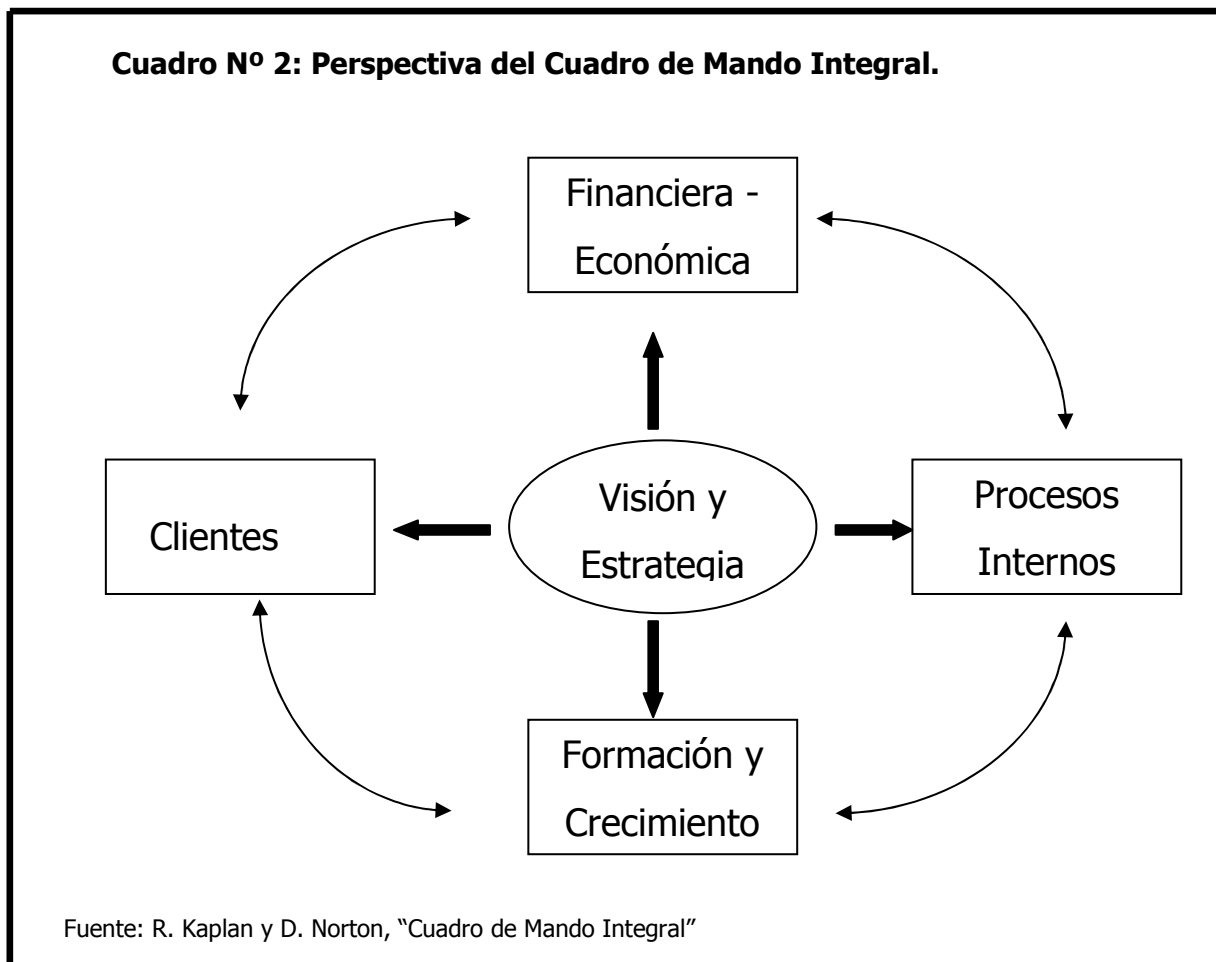 Cuadro Nº 2: Perspectiva del Cuadro de Mando Integral.
Financiera -
Económica
Clientes
Visión y
Estrategia
Procesos
Internos
Formación y
Crecimiento
Fuente: R. Kaplan y D. Norton, “Cuadro de Mando Integral”